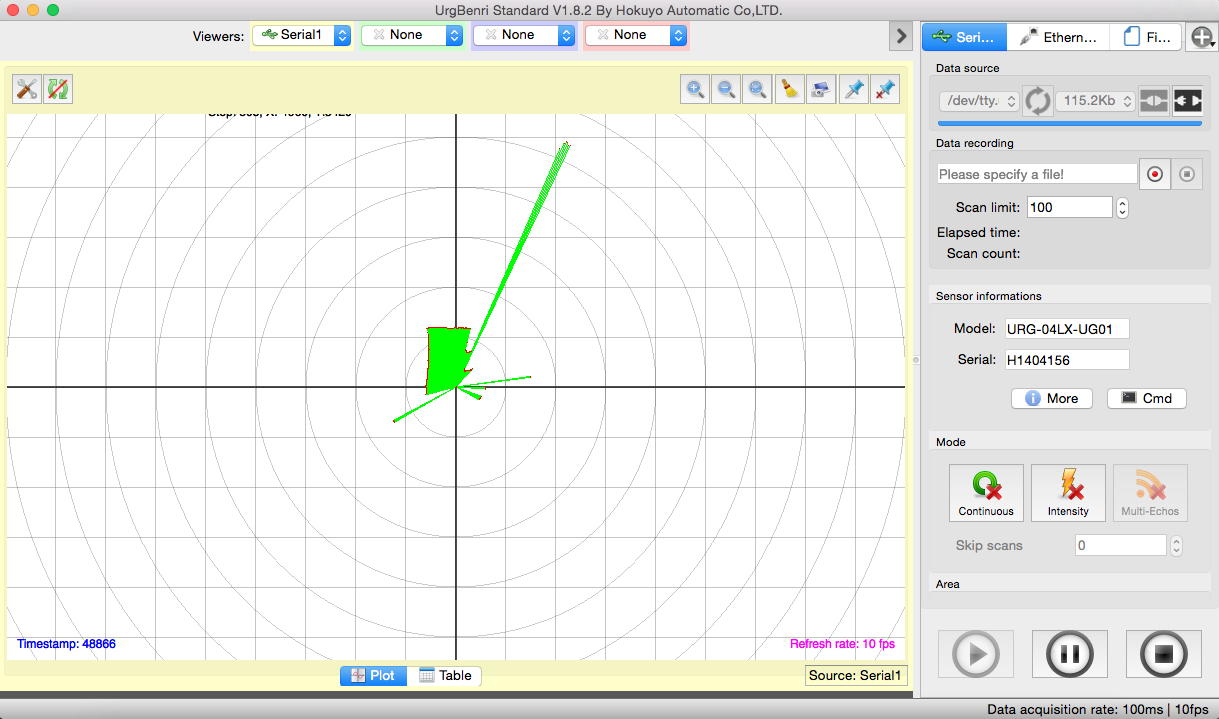 UrgBenri Standard V1.8.2 By Hokuyo Automatic Co,LTD.
Viewers: Serial1 None None None
Seri... Ethern... Fi...
Data source
/dev/tty. 115.2Kb
Data recording
Please specify a file!
Scan limit: 100
Elapsed time:
Scan count:
Sensor informations
Model: URG-04LX-UG01
Serial: H1404156
More Cmd
Mode
Continuous Intensity Multi-Echos
Skip scans 0
Area
Timestamp: 48866 Refresh rate: 10 fps
Plot Table Source: Serial1
Data acquisition rate: 100ms | 10fps